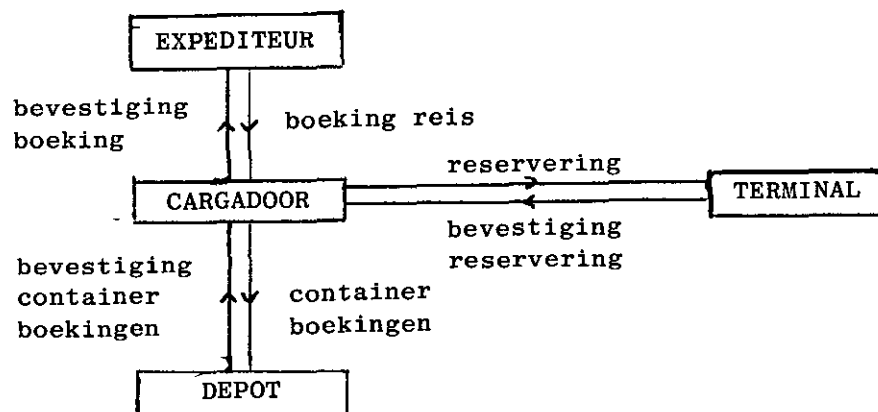 EXPEDITEUR
bevestiging
boeking
boeking reis
reservering
CARGADOOR
TERMINAL
bevestiging
reservering
bevestiging
container
boekingen
container
boekingen
DEPOT